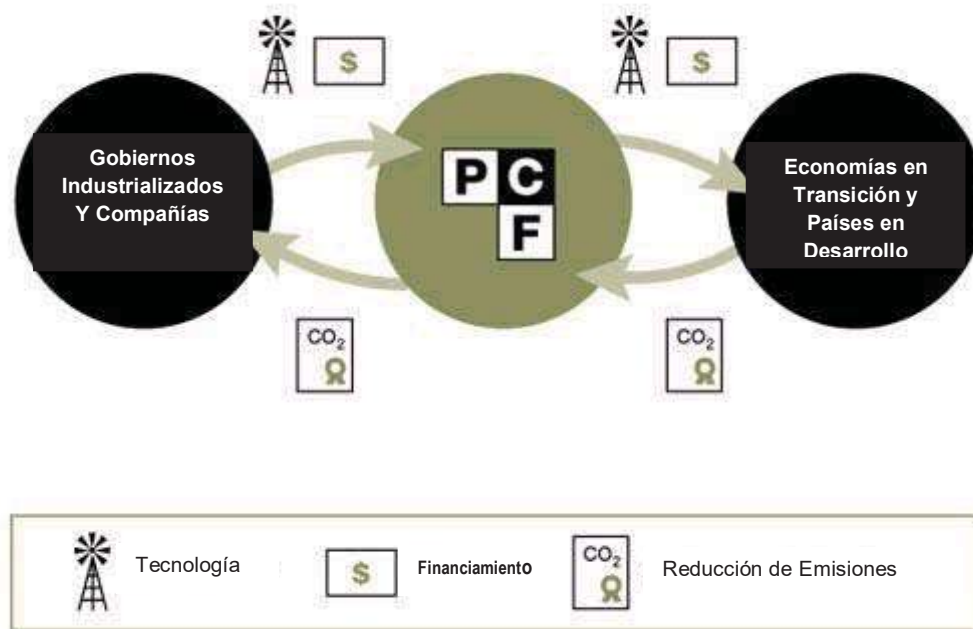 $
$
Gobiernos
Industrializados
Y Compañías
P C
F
Economías en
Transición y
Países en
Desarrollo
CO2
CO2
Tecnología
$
Financiamiento
CO2
Reducción de Emisiones